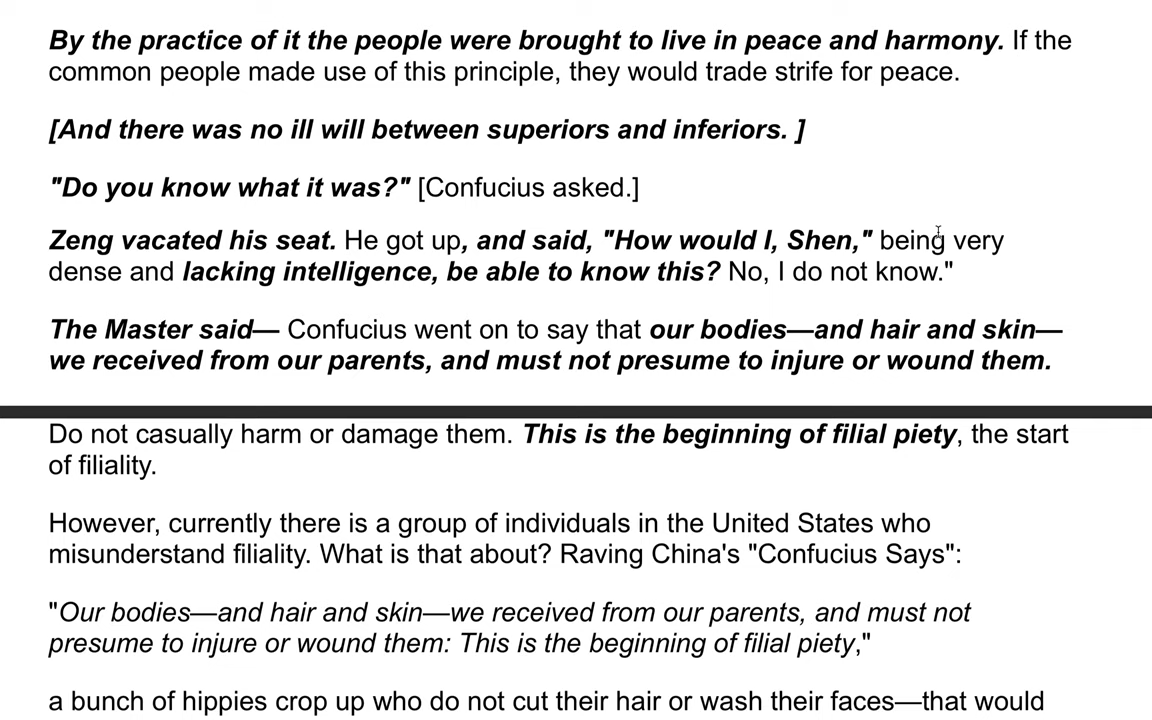 By the practice of it the people were brought to live in peace and harmony. If the
common people made use of this principle, they would trade strife for peace.
[And there was no ill will between superiors and inferiors. ]
"Do you know what it was?" [Confucius asked.]
Zeng vacated his seat. He got up, and said, "How would I, Shen," being very
dense and lacking intelligence, be able to know this? No, I do not know."
The Master said— Confucius went on to say that our bodies—and hair and skin—
we received from our parents, and must not presume to injure or wound them.
Do not casually harm or damage them. This is the beginning of filial piety, the start
of filiality.
However, currently there is a group of individuals in the United States who
misunderstand filiality. What is that about? Raving China's "Confucius Says":
"Our bodies—and hair and skin—we received from our parents, and must not
presume to injure or wound them: This is the beginning of filial piety,"
a bunch of hippies crop up who do not cut their hair or wash their faces—that would